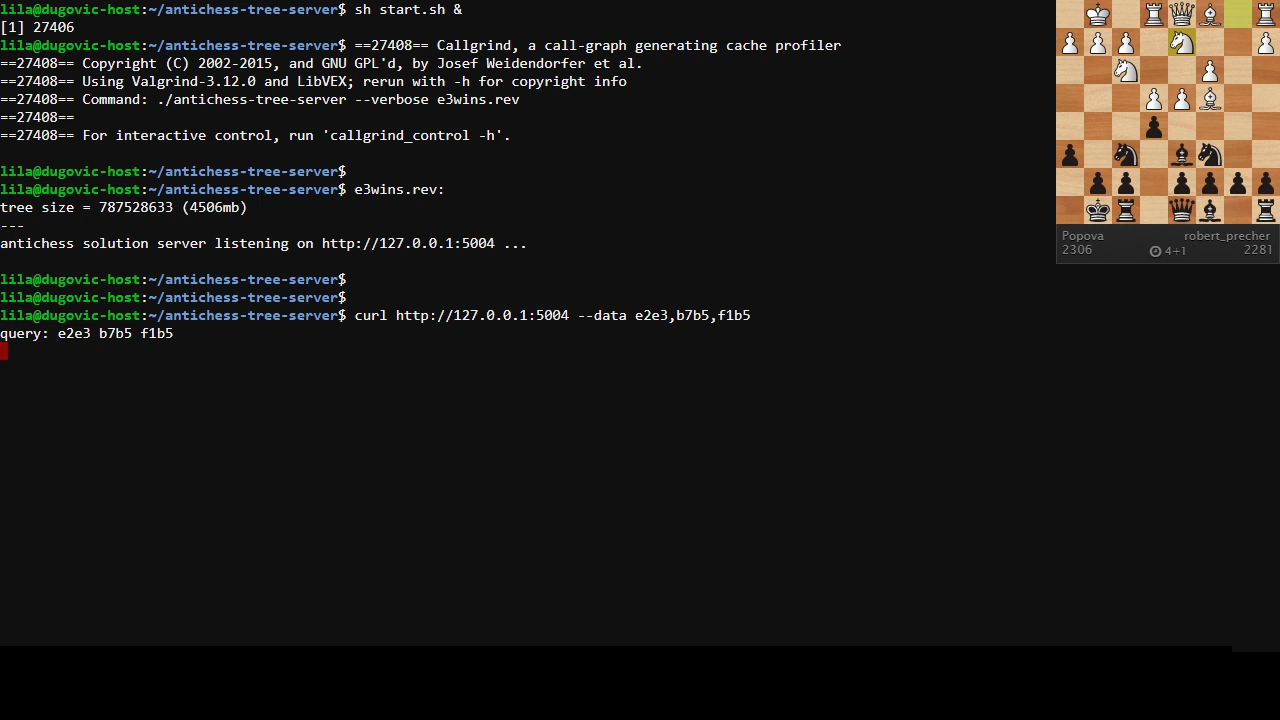 lila@dugovic-host:~/antichess-tree-server$ sh start.sh &
[1] 27406
lila@dugovic-host:~/antichess-tree-server$ ==27408== Callgrind, a call-graph generating cache profiler
==27408== Copyright (C) 2002-2015, and GNU GPL'd, by Josef Weidendorfer et al.
==27408== Using Valgrind-3.12.0 and LibVEX; rerun with -h for copyright info
==27408== Command: ./antichess-tree-server --verbose e3wins.rev
==27408==
==27408== For interactive control, run 'callgrind_control -h'.
lila@dugovic-host:~/antichess-tree-server$
lila@dugovic-host:~/antichess-tree-server$ e3wins.rev:
tree size = 787528633 (4506mb)
---
antichess solution server listening on http://127.0.0.1:5004 ...
lila@dugovic-host:~/antichess-tree-server$
lila@dugovic-host:~/antichess-tree-server$
lila@dugovic-host:~/antichess-tree-server$ curl http://127.0.0.1:5004 --data e2e3,b7b5,f1b5
query: e2e3 b7b5 f1b5
Popova robert_precher
2306 4+1 2281